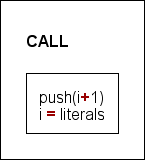 CALL
push(i+1)
i = literals